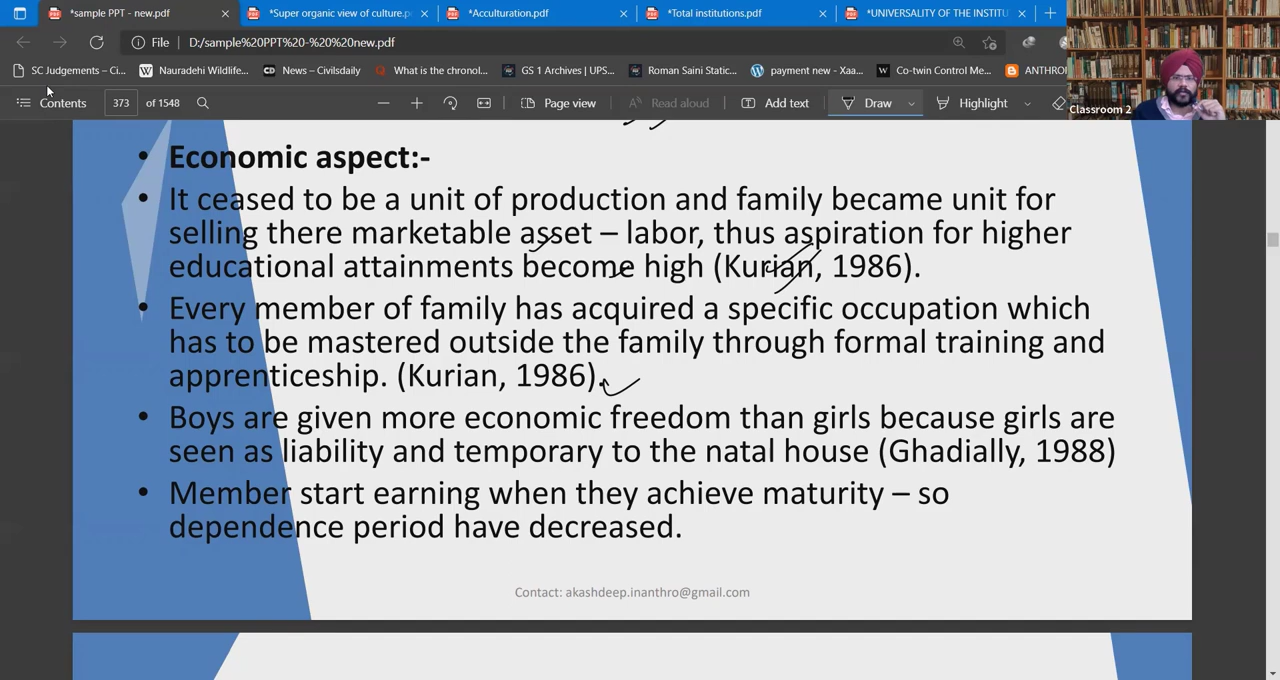 *sample PPT - new.pdf
*Super organic view of culture.p
*Acculturation.pdf
*Total institutions.pdf
*UNIVERSALITY OF THE INSTITU
File
D:/sample%20PPT%20-%20%20new.pdf
SC Judgements – Ci...
Nauradehi Wildlife...
News – Civilsdaily
What is the chronol...
GS 1 Archives | UPS...
Roman Saini Static...
payment new - Xaa...
Co-twin Control Me...
ANTHRO
Contents
373 of 1548
Page view
Read aloud
Add text
Draw
Highlight
Classroom 2
• Economic aspect:-
• It ceased to be a unit of production and family became unit for
selling there marketable asset – labor, thus aspiration for higher
educational attainments become high (Kurian, 1986).
• Every member of family has acquired a specific occupation which
has to be mastered outside the family through formal training and
apprenticeship. (Kurian, 1986).
• Boys are given more economic freedom than girls because girls are
seen as liability and temporary to the natal house (Ghadially, 1988)
• Member start earning when they achieve maturity – so
dependence period have decreased.
Contact: akashdeep.inanthro@gmail.com